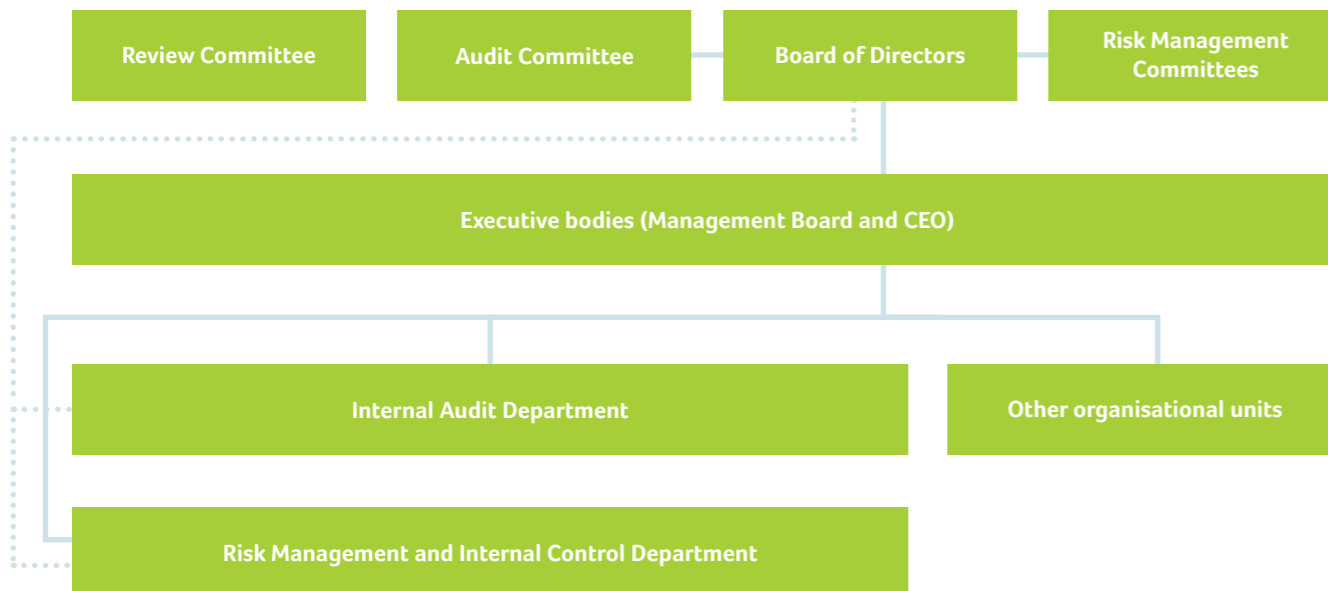 Review Committee
Audit Committee
Board of Directors
Risk Management
Committees
Executive bodies (Management Board and CEO)
Internal Audit Department
Other organisational units
Risk Management and Internal Control Department